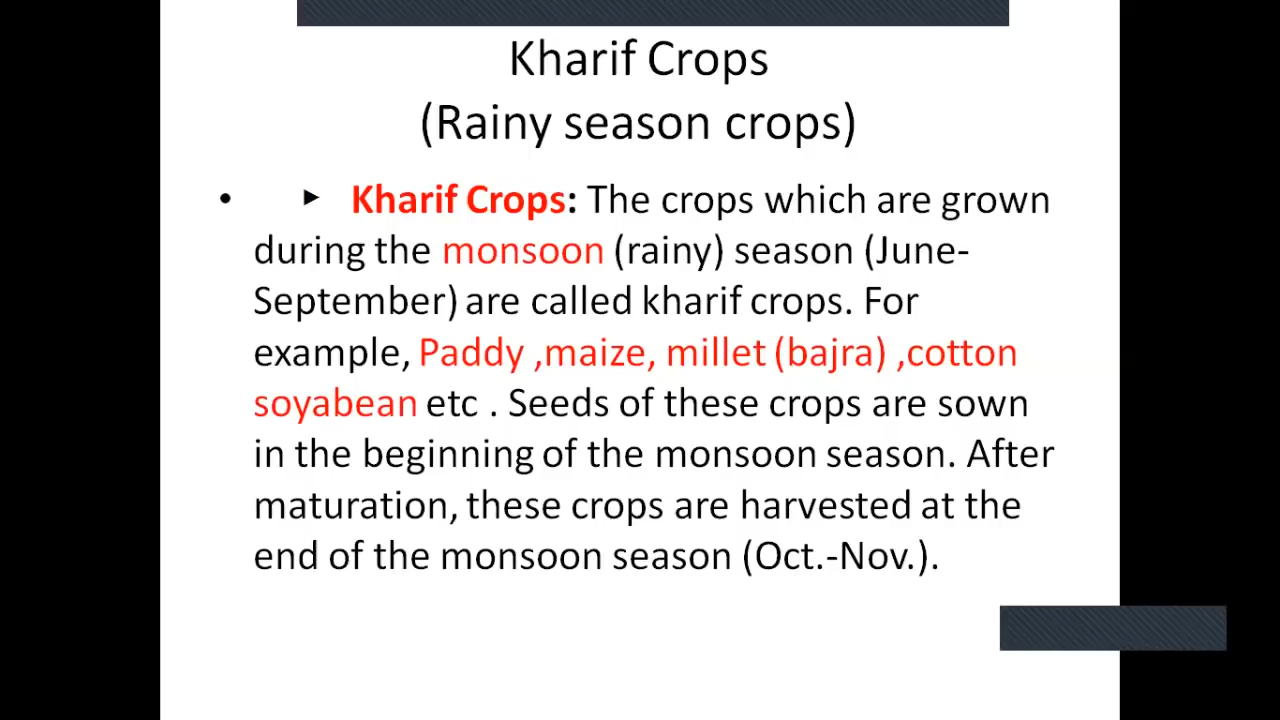 Kharif Crops
(Rainy season crops)
• ► Kharif Crops: The crops which are grown
during the monsoon (rainy) season (June-
September) are called kharif crops. For
example, Paddy ,maize, millet (bajra) ,cotton
soyabean etc . Seeds of these crops are sown
in the beginning of the monsoon season. After
maturation, these crops are harvested at the
end of the monsoon season (Oct.-Nov.).